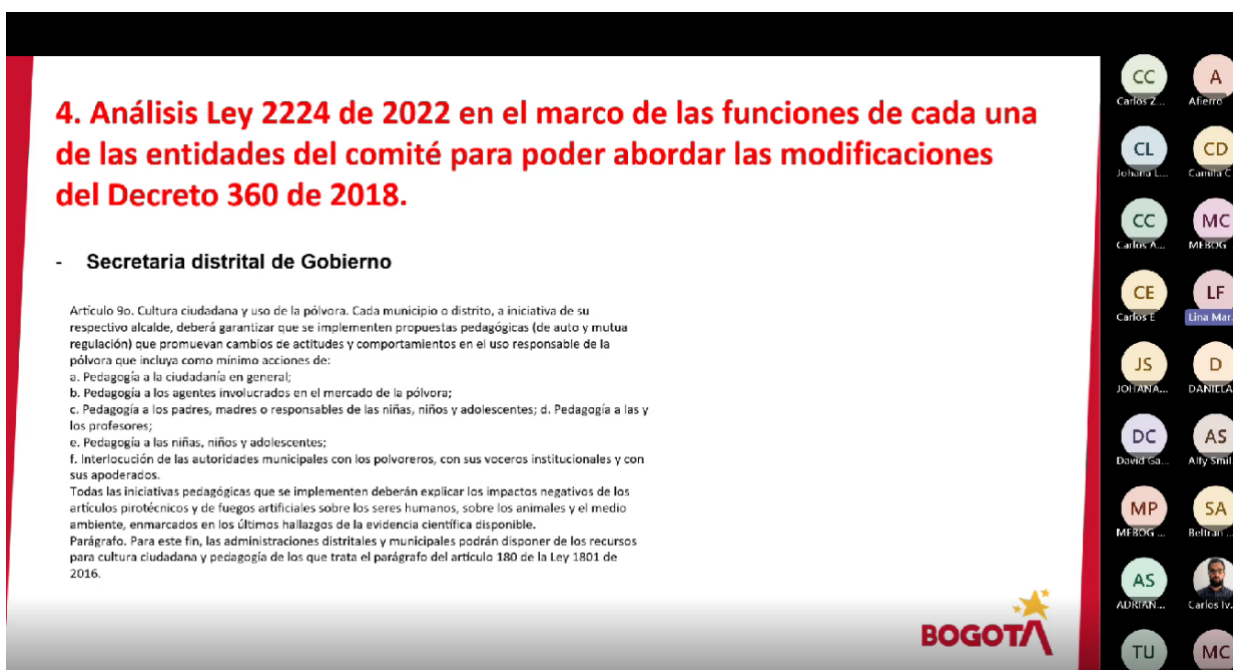 4. Análisis Ley 2224 de 2022 en el marco de las funciones de cada una
de las entidades del comité para poder abordar las modificaciones
del Decreto 360 de 2018.
- Secretaria distrital de Gobierno
Artículo 9o. Cultura ciudadana y uso de la pólvora. Cada municipio o distrito, a iniciativa de su
respectivo alcalde, deberá garantizar que se implementen propuestas pedagógicas (de auto y mutua
regulación) que promuevan cambios de actitudes y comportamientos en el uso responsable de la
pólvora que incluya como mínimo acciones de:
a. Pedagogía a la ciudadanía en general;
b. Pedagogía a los agentes involucrados en el mercado de la pólvora;
c. Pedagogía a los padres, madres o responsables de las niñas, niños y adolescentes; d. Pedagogía a las y
los profesores;
e. Pedagogía a las niñas, niños y adolescentes;
f. Interlocución de las autoridades municipales con los polvoreros, con sus voceros institucionales y con
sus apoderados.
Todas las iniciativas pedagógicas que se implementen deberán explicar los impactos negativos de los
artículos pirotécnicos y de fuegos artificiales sobre los seres humanos, sobre los animales y el medio
ambiente, enmarcados en los últimos hallazgos de la evidencia científica disponible.
Parágrafo. Para este fin, las administraciones distritales y municipales podrán disponer de los recursos
para cultura ciudadana y pedagogía de los que trata el parágrafo del artículo 180 de la Ley 1801 de
2016.
BOGOTÁ
CC A
Carlos Z... Afierro
CL CD
Johana L... Camila C
CC MC
Carlos A... MEBOG
CE LF
Carlos E Lina Mar...
JS D
JOHANA... DANIELA
DC AS
David Ga... Alfy Smil
MP SA
MEBOG ... Beltran ...
AS
ADRIAN... Carlos Iv.
TU MC